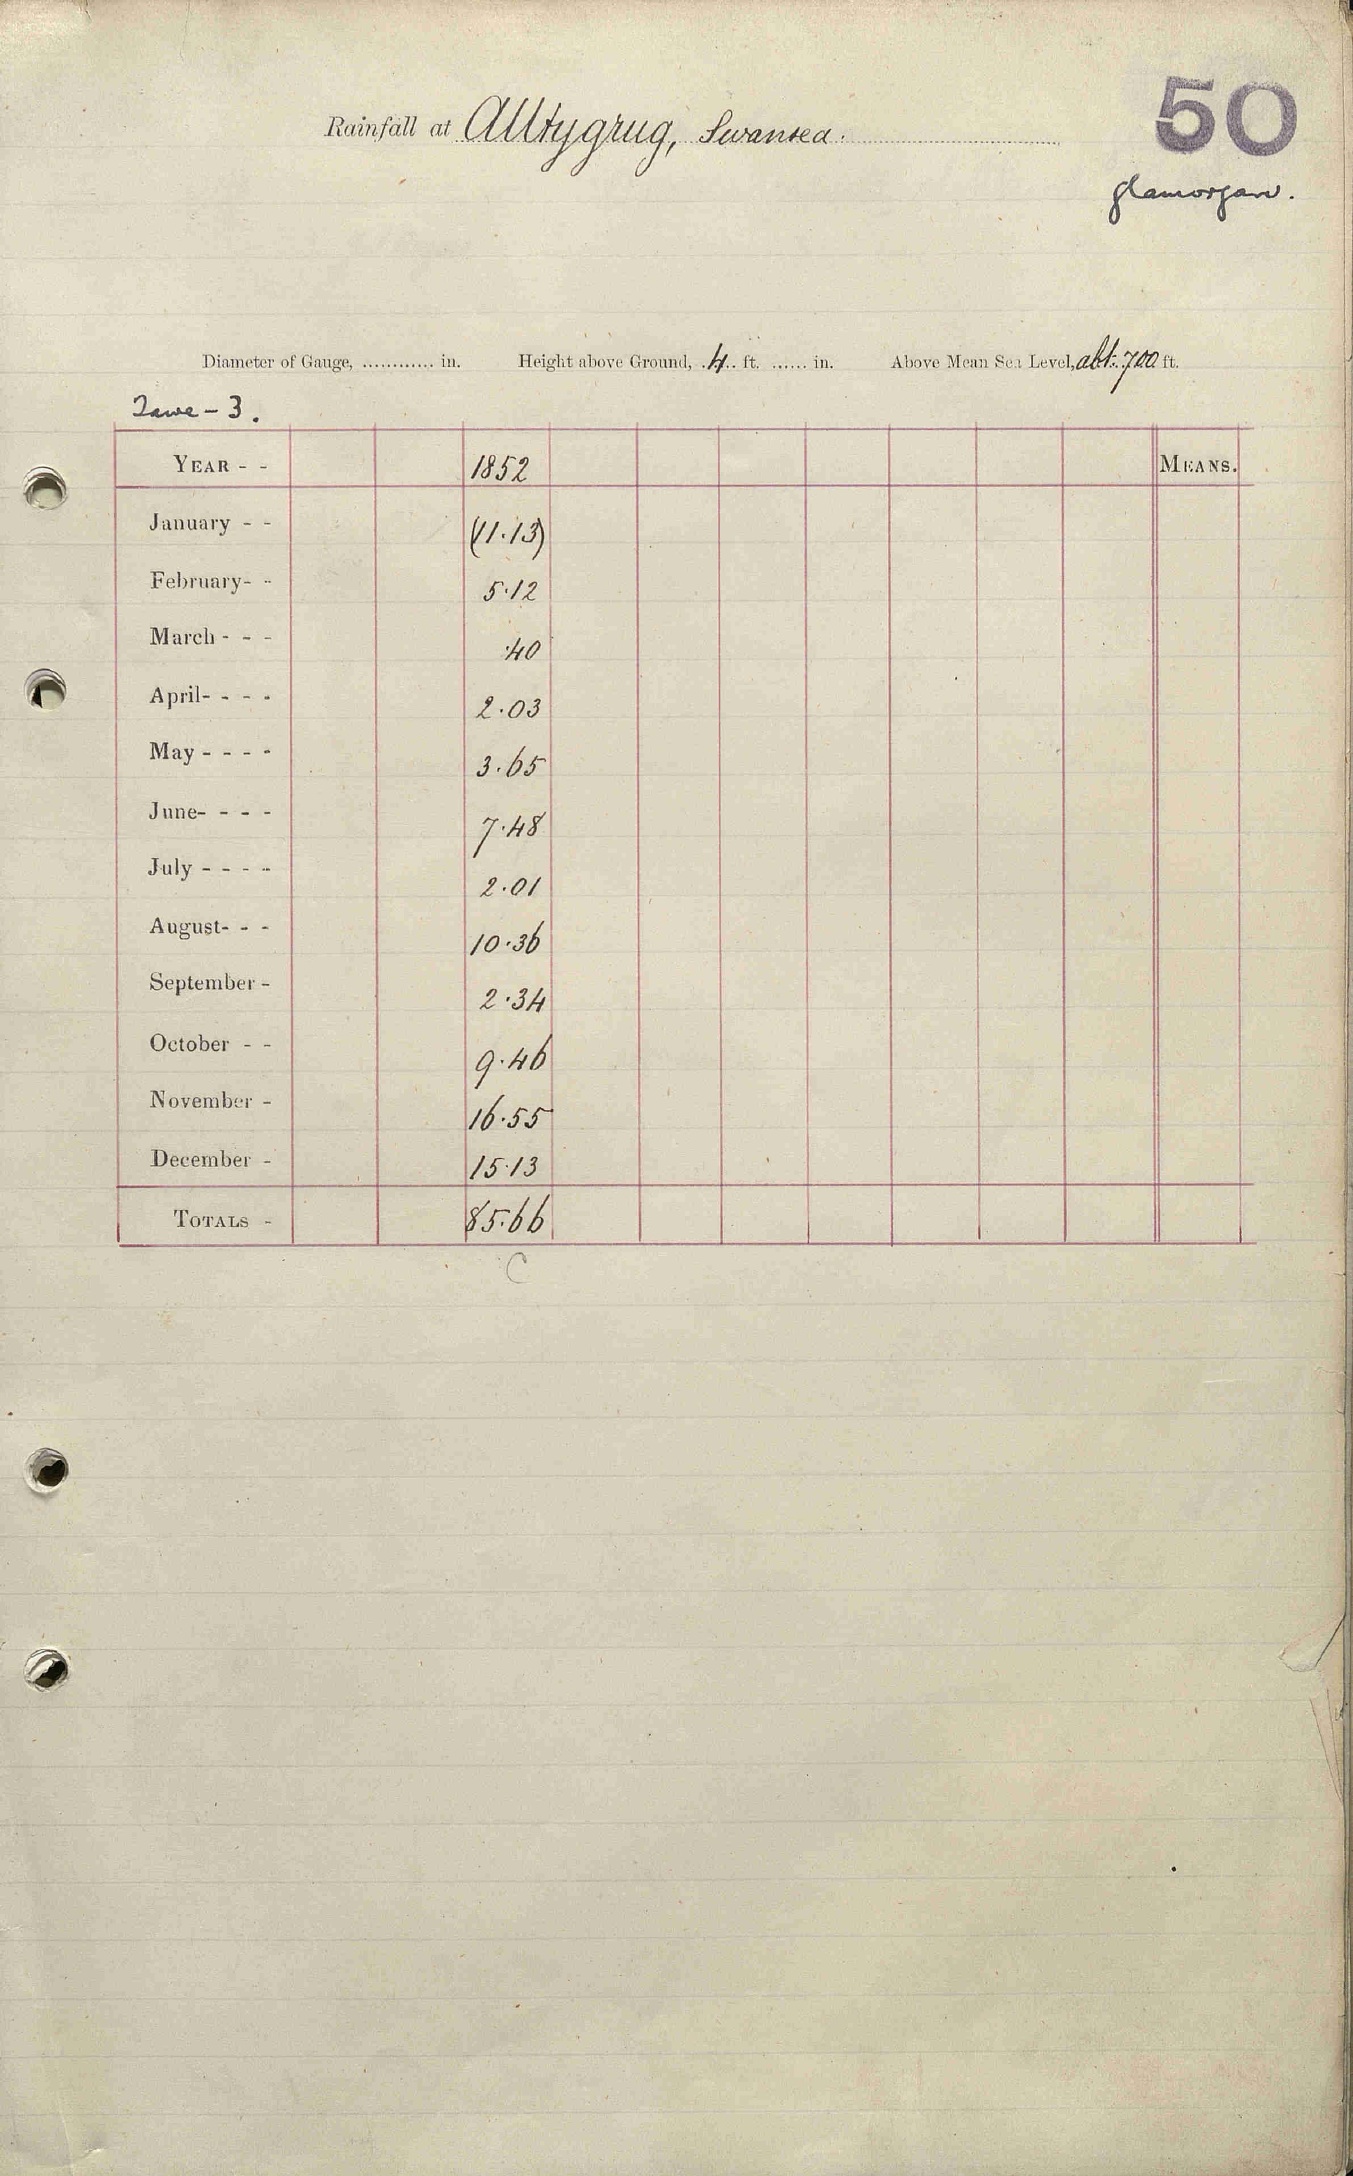 50
Rainfall at Alltygrug, Swansea.
Glamorgan.
Diameter of Gauge, ............ in. Height above Ground, ..4.. ft. ...... in. Above Mean Sea Level, abt. 700 ft.
Tawe - 3.
YEAR - - 1852 MEANS.
January - - (11.13)
February- - 5.12
March - - - .40
April- - - - 2.03
May - - - - 3.65
June- - - - 7.48
July - - - - 2.01
August- - - 10.36
September - 2.34
October - - 9.46
November - 16.55
December - 15.13
TOTALS - 85.66
C